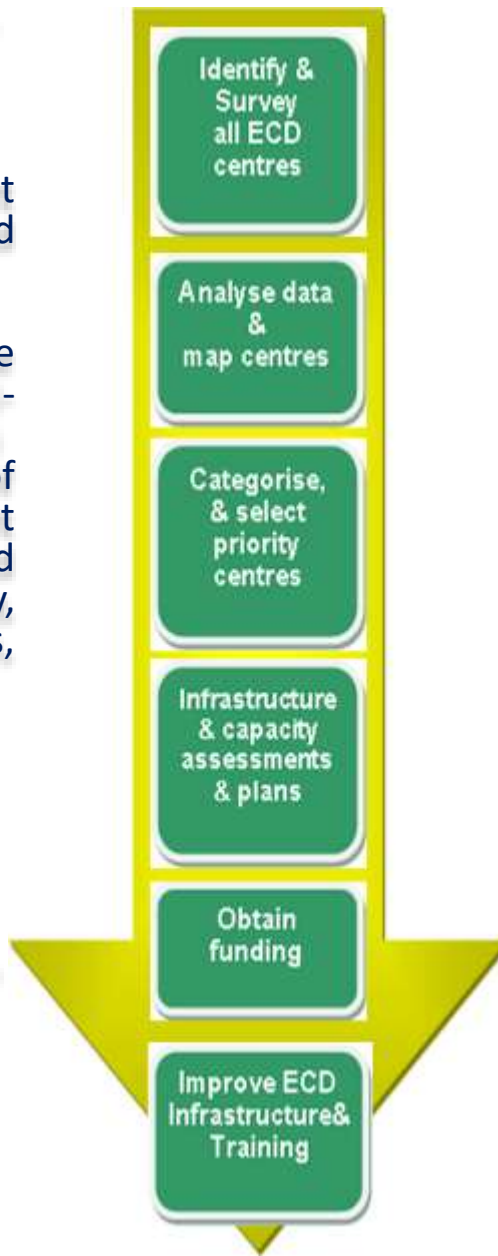 t
d
e
-
of
t
d
y,
s,
Identify &
Survey
all ECD
centres
Analyse data
&
map centres
Categorise,
& select
priority
centres
Infrastructure
& capacity
assessments
& plans
Obtain
funding
Improve ECD
Infrastructure&
Training